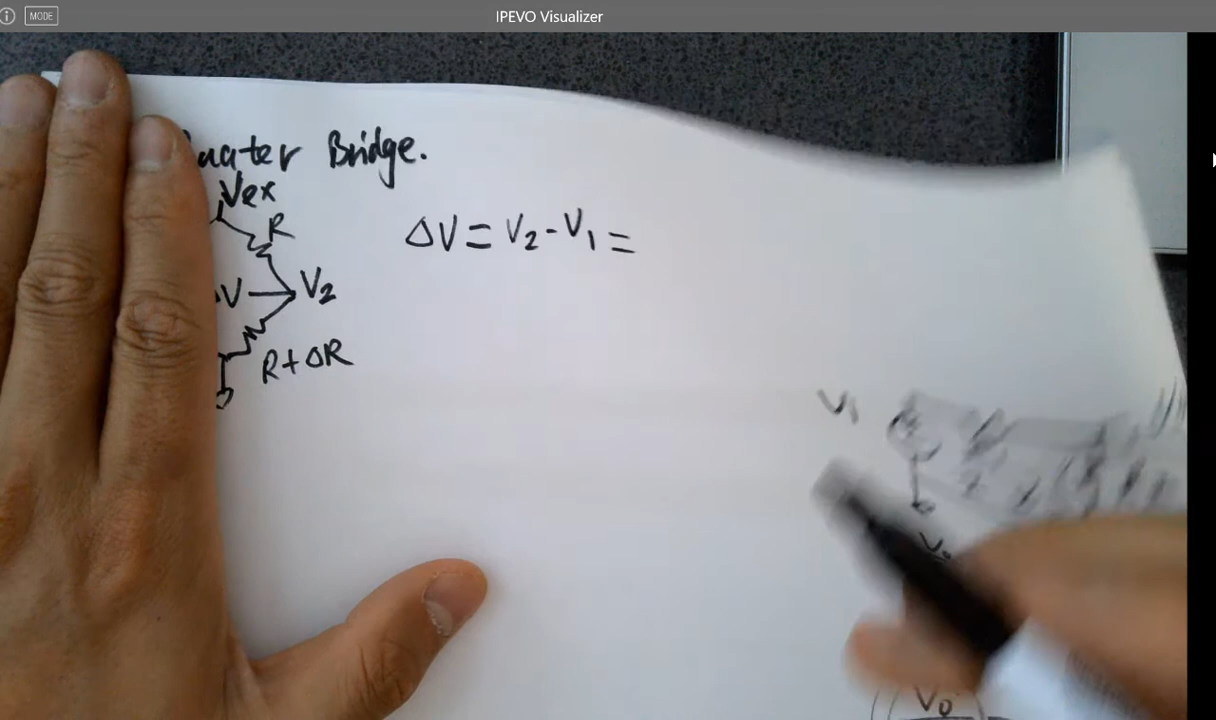 MODE
IPEVO Visualizer
uater Bridge.
Vex
R
ΔV = V₂ - V₁ =
V
V₂
R + ΔR
V₁
V₀